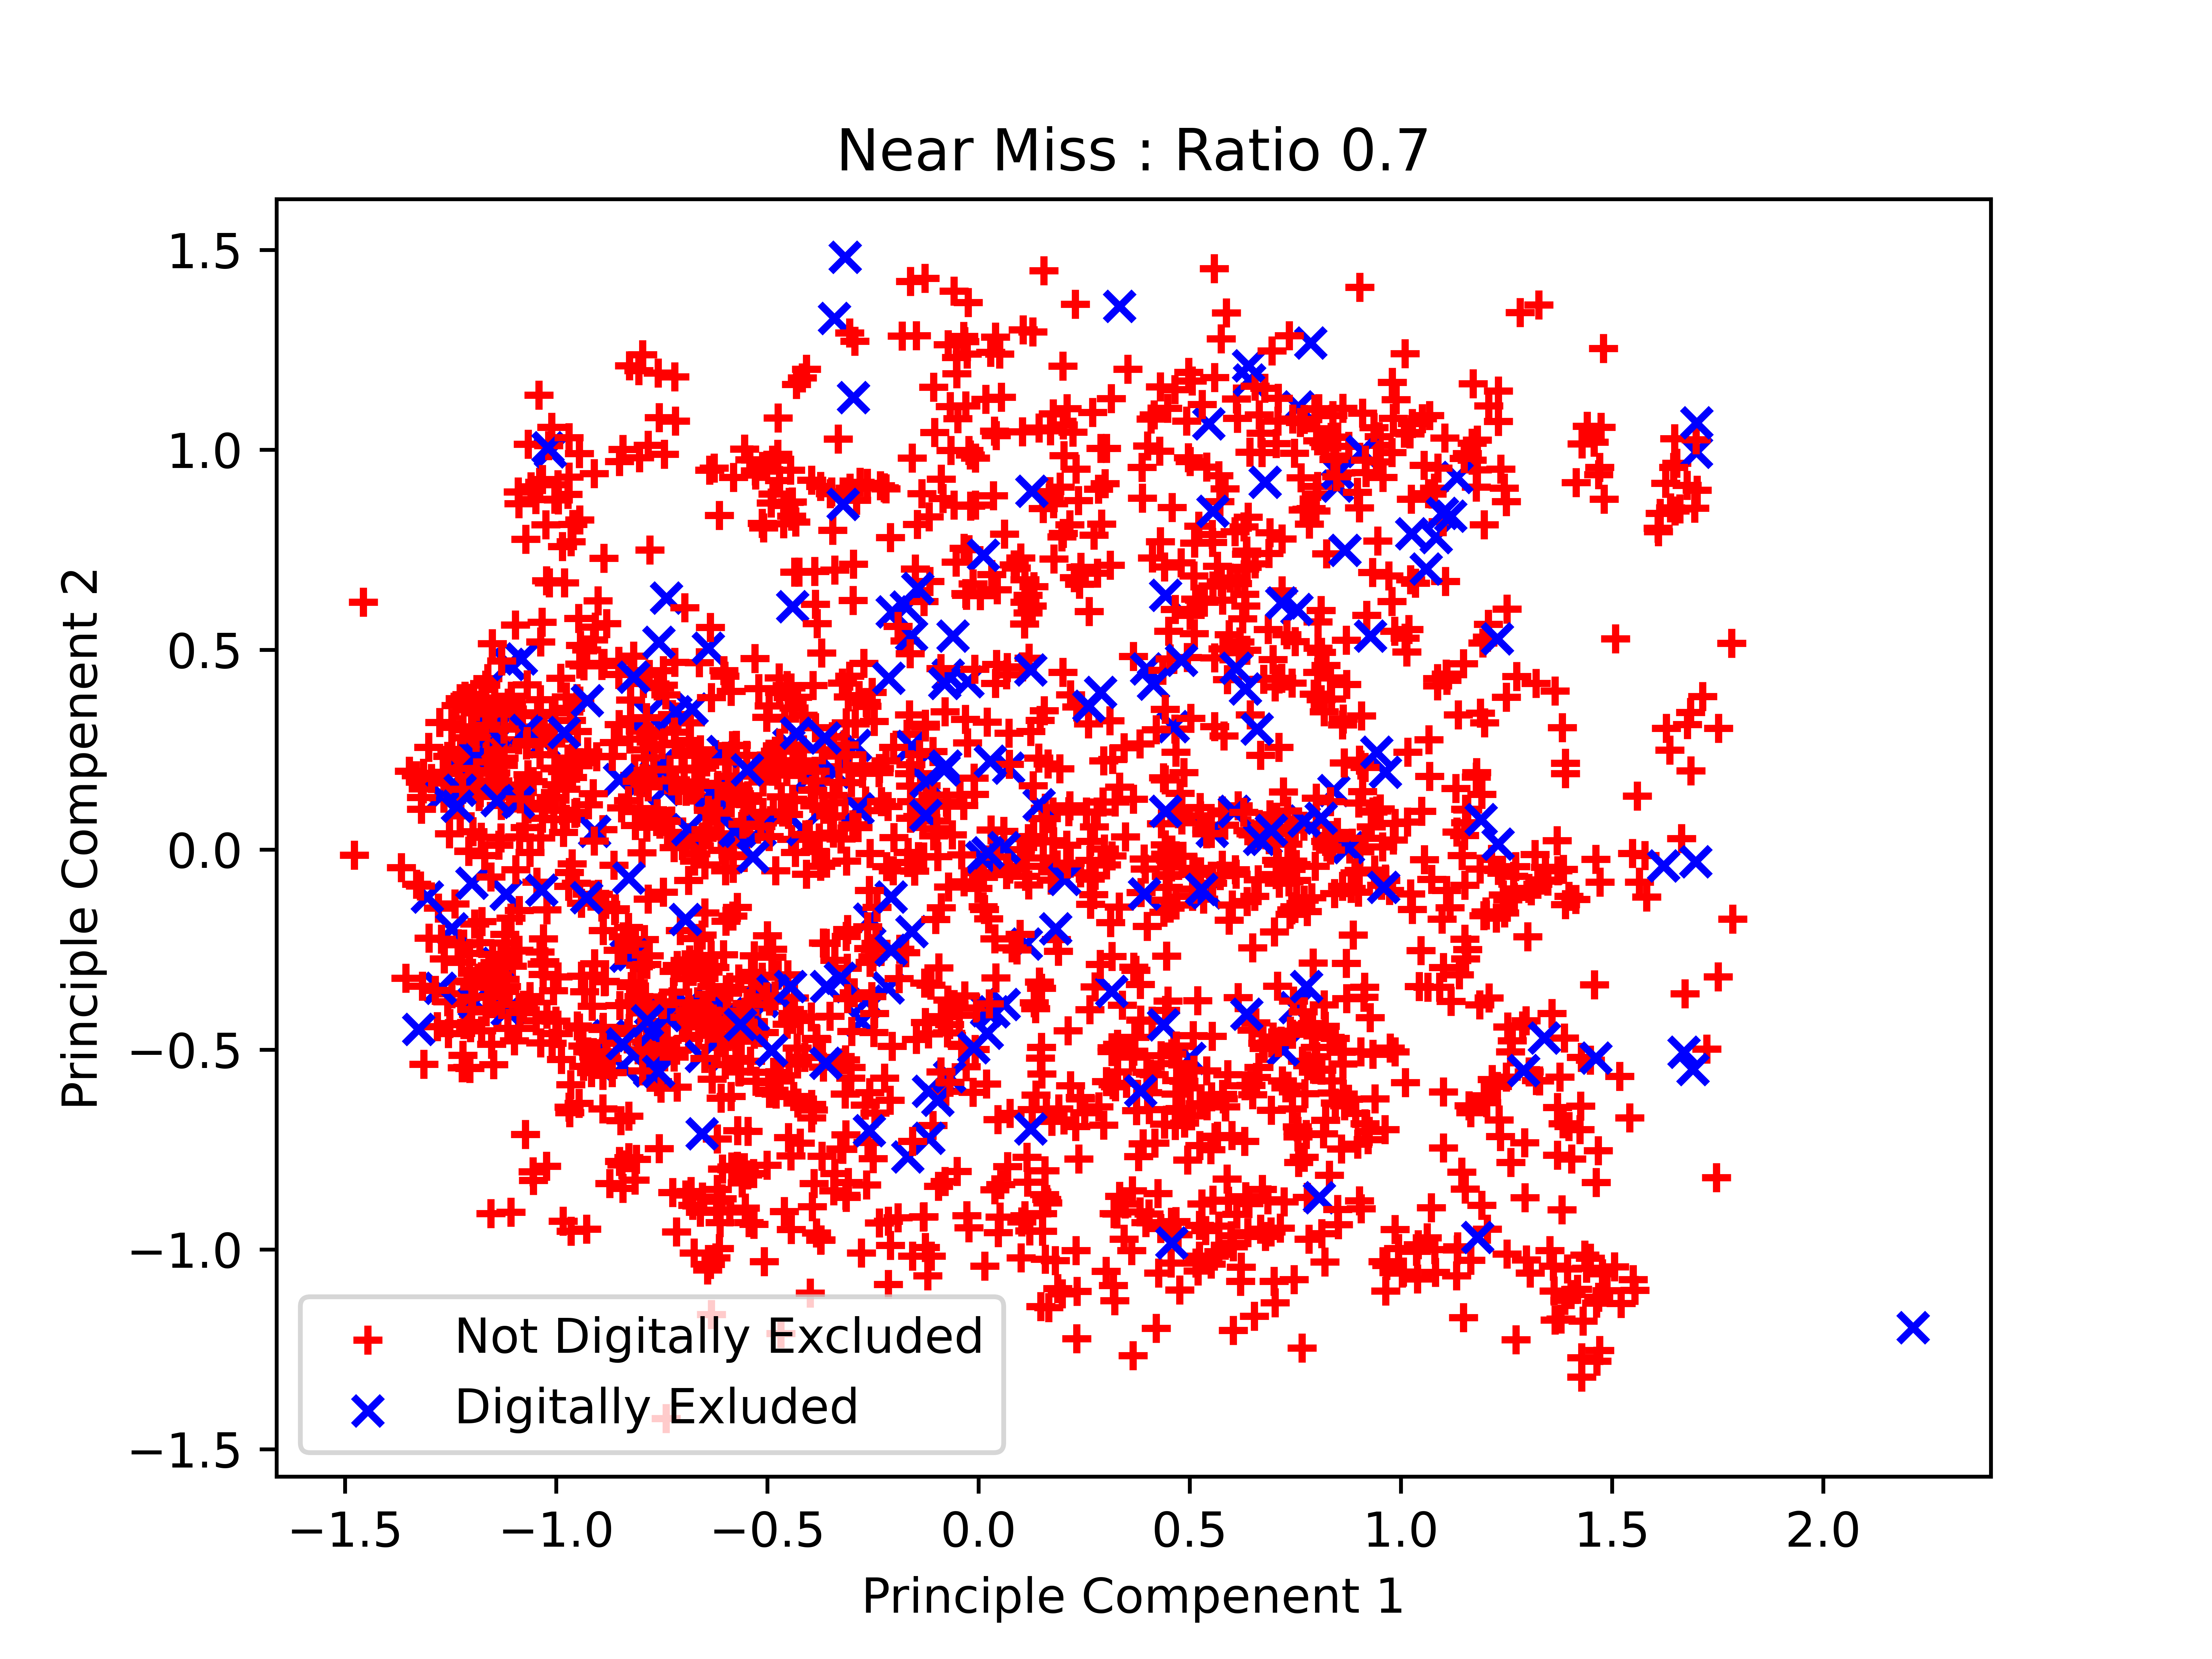 Near Miss : Ratio 0.7
Principle Compenent 2
1.5
1.0
0.5
0.0
−0.5
−1.0
−1.5
Not Digitally Excluded
Digitally Exluded
−1.5 −1.0 −0.5 0.0 0.5 1.0 1.5 2.0
Principle Compenent 1